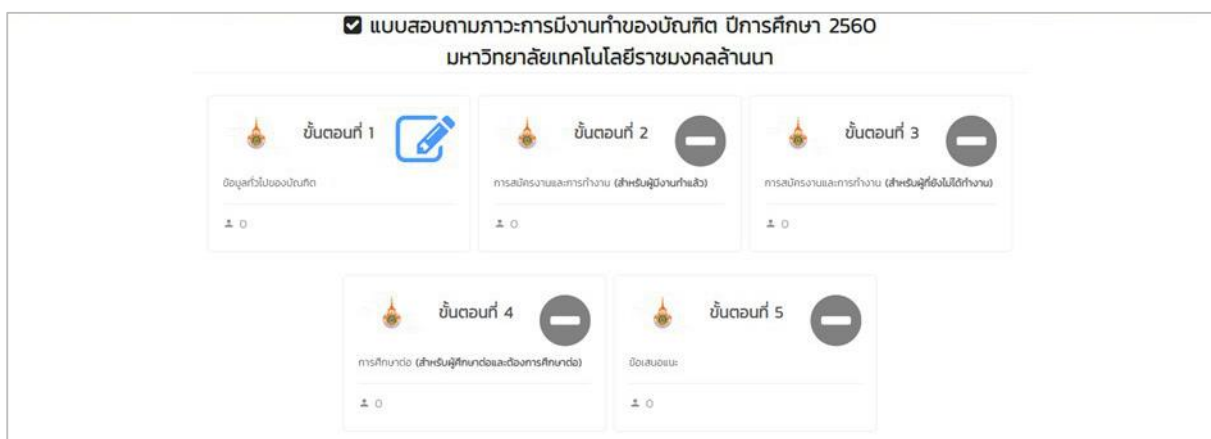 แบบสอบถามภาวะการมีงานทำของบัณฑิต ปีการศึกษา 2560
มหาวิทยาลัยเทคโนโลยีราชมงคลล้านนา
ขั้นตอนที่ 1
ข้อมูลทั่วไปของบัณฑิต
0
ขั้นตอนที่ 2
การสมัครงานและการทำงาน (สำหรับผู้มีงานทำแล้ว)
0
ขั้นตอนที่ 3
การสมัครงานและการทำงาน (สำหรับผู้ที่ยังไม่ได้ทำงาน)
0
ขั้นตอนที่ 4
การศึกษาต่อ (สำหรับผู้ศึกษาต่อและต้องการศึกษาต่อ)
0
ขั้นตอนที่ 5
ข้อเสนอแนะ
0